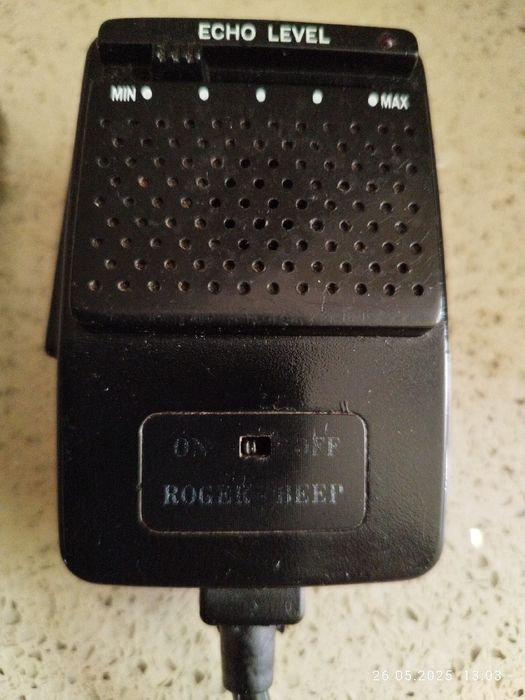 ECHO LEVEL
MIN MAX
ON OFF
ROGER - BEEP
26.05.2025 13:03